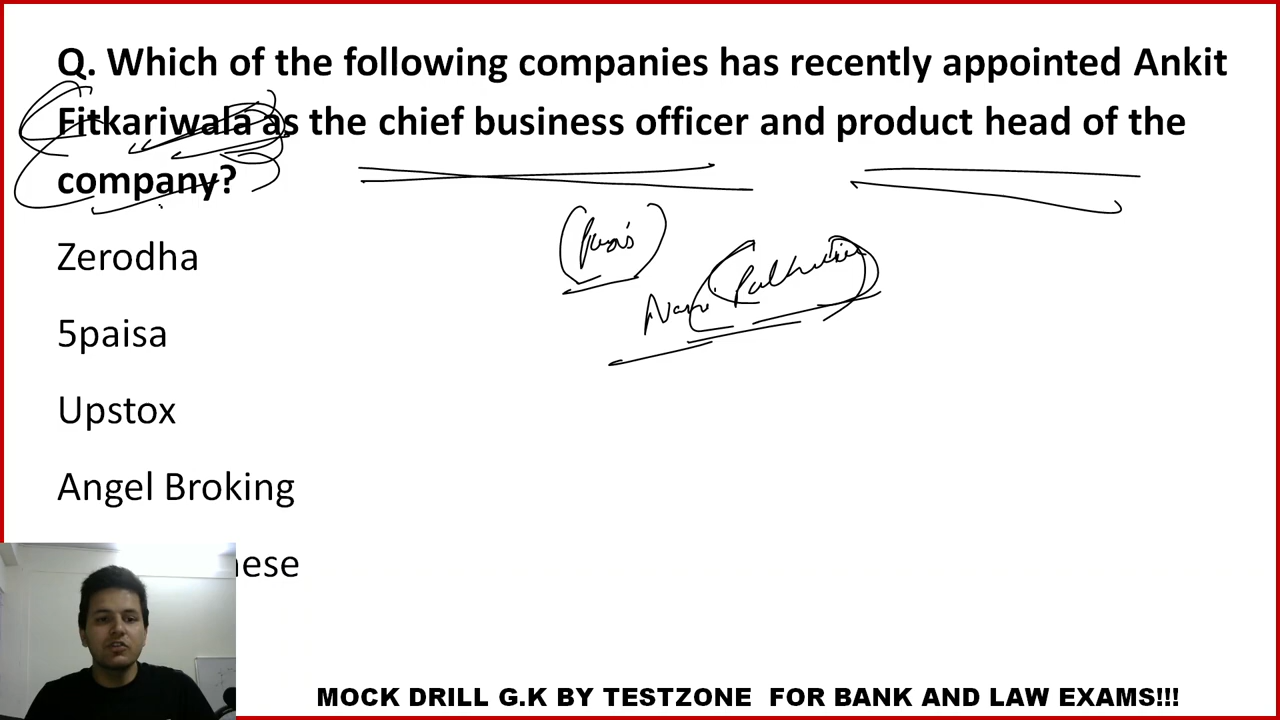 Q. Which of the following companies has recently appointed Ankit
Fitkariwala as the chief business officer and product head of the
company?
Zerodha
5paisa
Upstox
Angel Broking
ese
MOCK DRILL G.K BY TESTZONE FOR BANK AND LAW EXAMS!!!